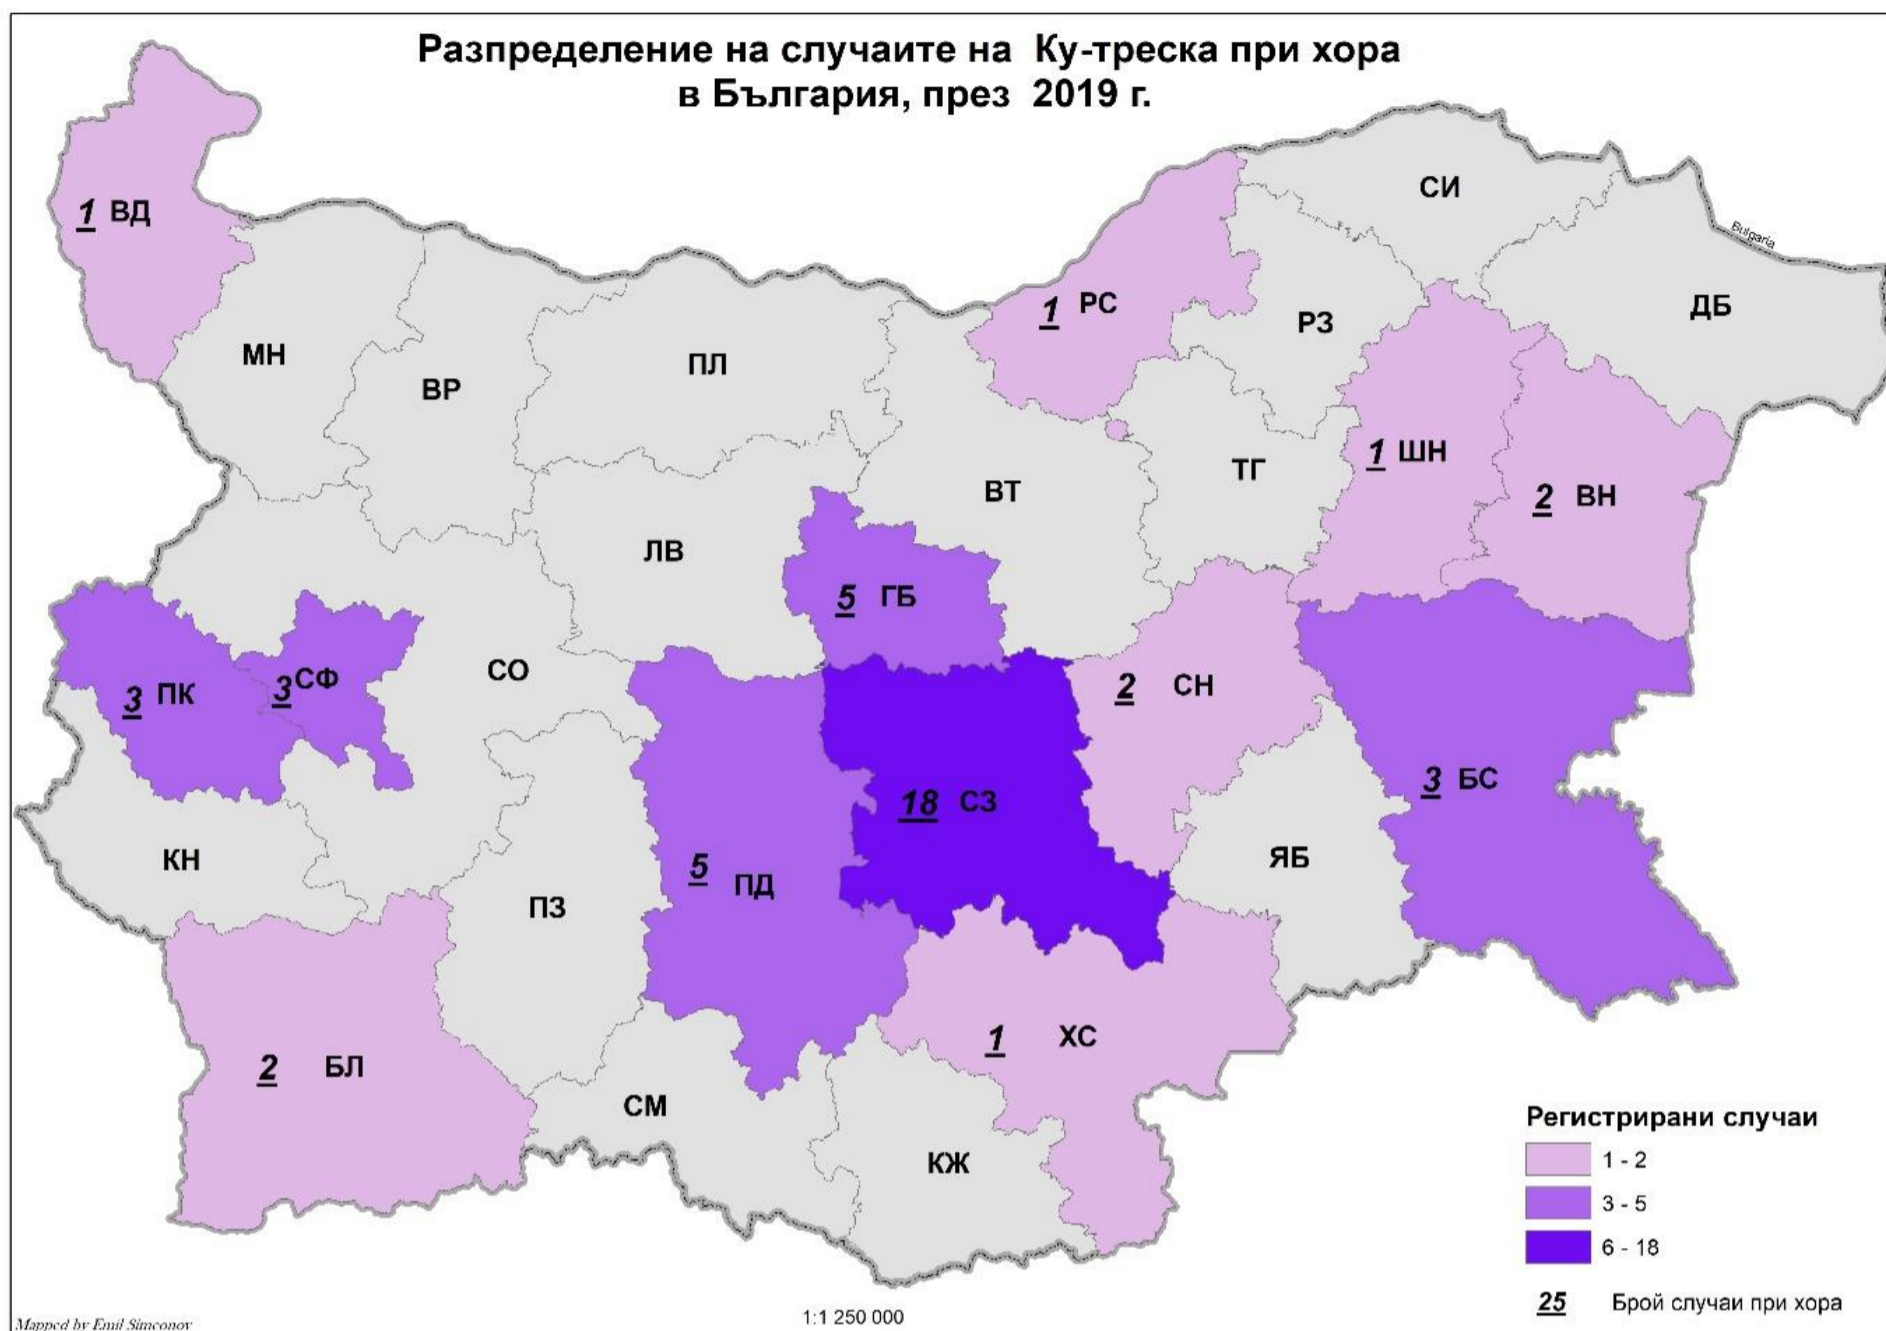 Разпределение на случаите на Ку-треска при хора
в България, през 2019 г.
СИ
1 ВД
Bulgaria
1 РС
ДБ
РЗ
МН
ПЛ
ВР
1 ШН
ТГ
ВТ
2 ВН
ЛВ
5 ГБ
СО
3 СФ
3 ПК
2 СН
3 БС
18 СЗ
КН
ЯБ
5 ПД
ПЗ
1 ХС
2 БЛ
СМ
КЖ
Регистрирани случаи
1 - 2
3 - 5
6 - 18
25 Брой случаи при хора
1:1 250 000
Mapped by Emil Simeonov